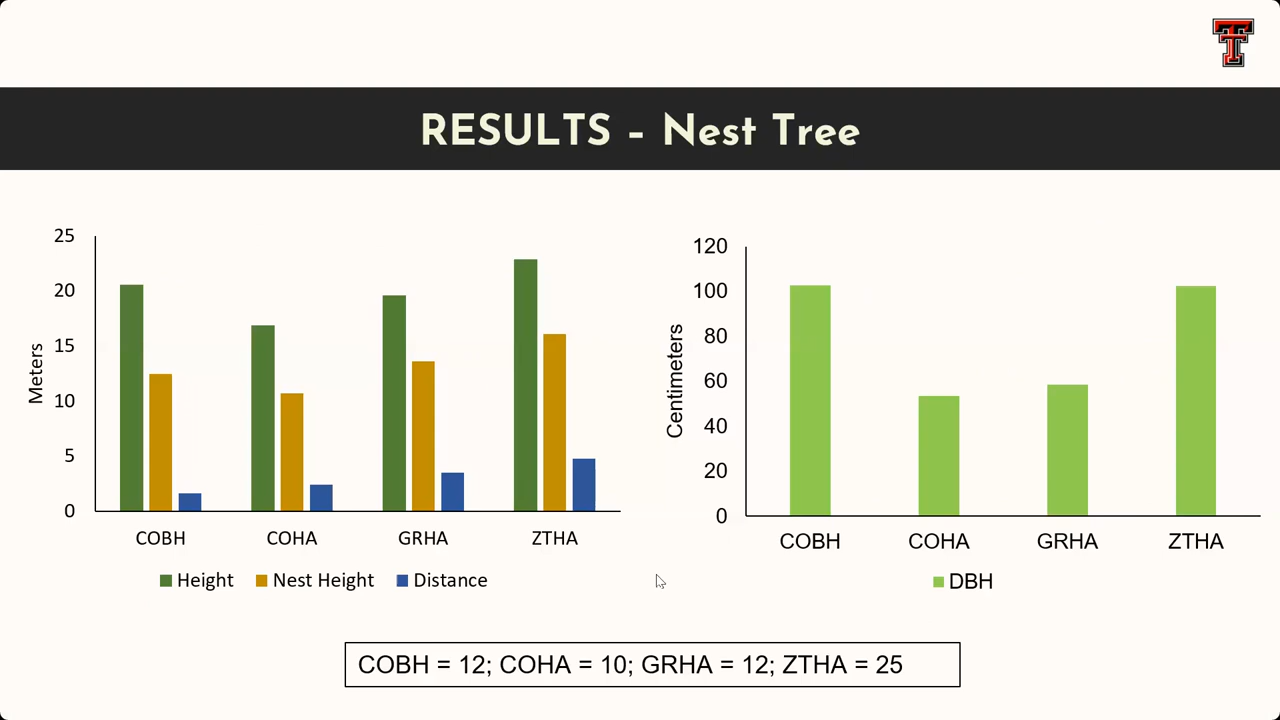 RESULTS – Nest Tree
Meters
25
20
15
10
5
0
COBH COHA GRHA ZTHA
Height Nest Height Distance
Centimeters
120
100
80
60
40
20
0
COBH COHA GRHA ZTHA
DBH
COBH = 12; COHA = 10; GRHA = 12; ZTHA = 25